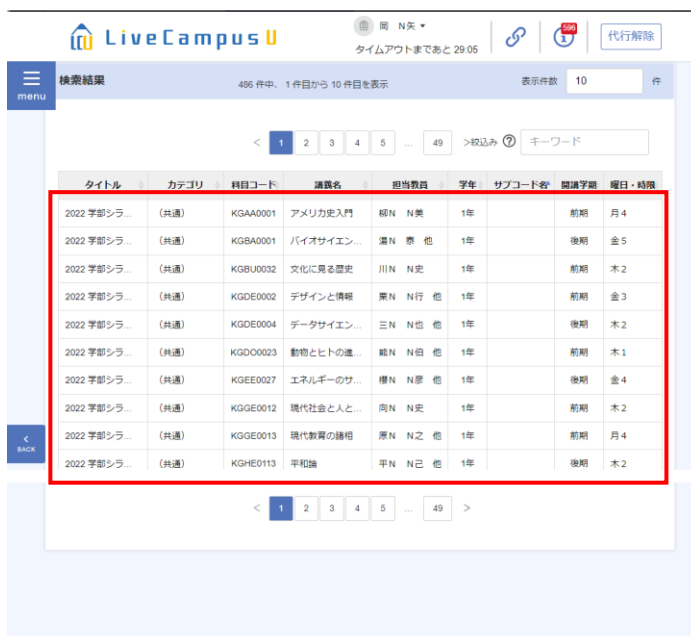 LiveCampusU
岡 N矢
タイムアウトまであと 29:05
596
代行解除
menu
検索結果
486 件中、1 件目から 10 件目を表示
表示件数 10 件
< 1 2 3 4 5 ... 49 > 絞込み キーワード
タイトル カテゴリ 科目コード 講義名 担当教員 学年 サブコード名 開講学期 曜日・時限
2022 学部シラ... （共通） KGAA0001 アメリカ史入門 柳N N美 1年 前期 月4
2022 学部シラ... （共通） KGBA0001 バイオサイエン... 湯N 泰 他 1年 後期 金5
2022 学部シラ... （共通） KGBU0032 文化に見る歴史 川N N史 1年 前期 木2
2022 学部シラ... （共通） KGDE0002 デザインと情報 栗N N行 他 1年 前期 金3
2022 学部シラ... （共通） KGDE0004 データサイエン... 三N N也 他 1年 後期 木2
2022 学部シラ... （共通） KGDO0023 動物とヒトの進... 能N N伯 他 1年 前期 木1
2022 学部シラ... （共通） KGEE0027 エネルギーのサ... 櫻N N彦 他 1年 後期 金4
2022 学部シラ... （共通） KGGE0012 現代社会と人と... 向N N史 1年 前期 木2
2022 学部シラ... （共通） KGGE0013 現代教育の諸相 原N N之 他 1年 前期 月4
2022 学部シラ... （共通） KGHE0113 平和論 平N N己 他 1年 後期 木2
BACK
< 1 2 3 4 5 ... 49 >